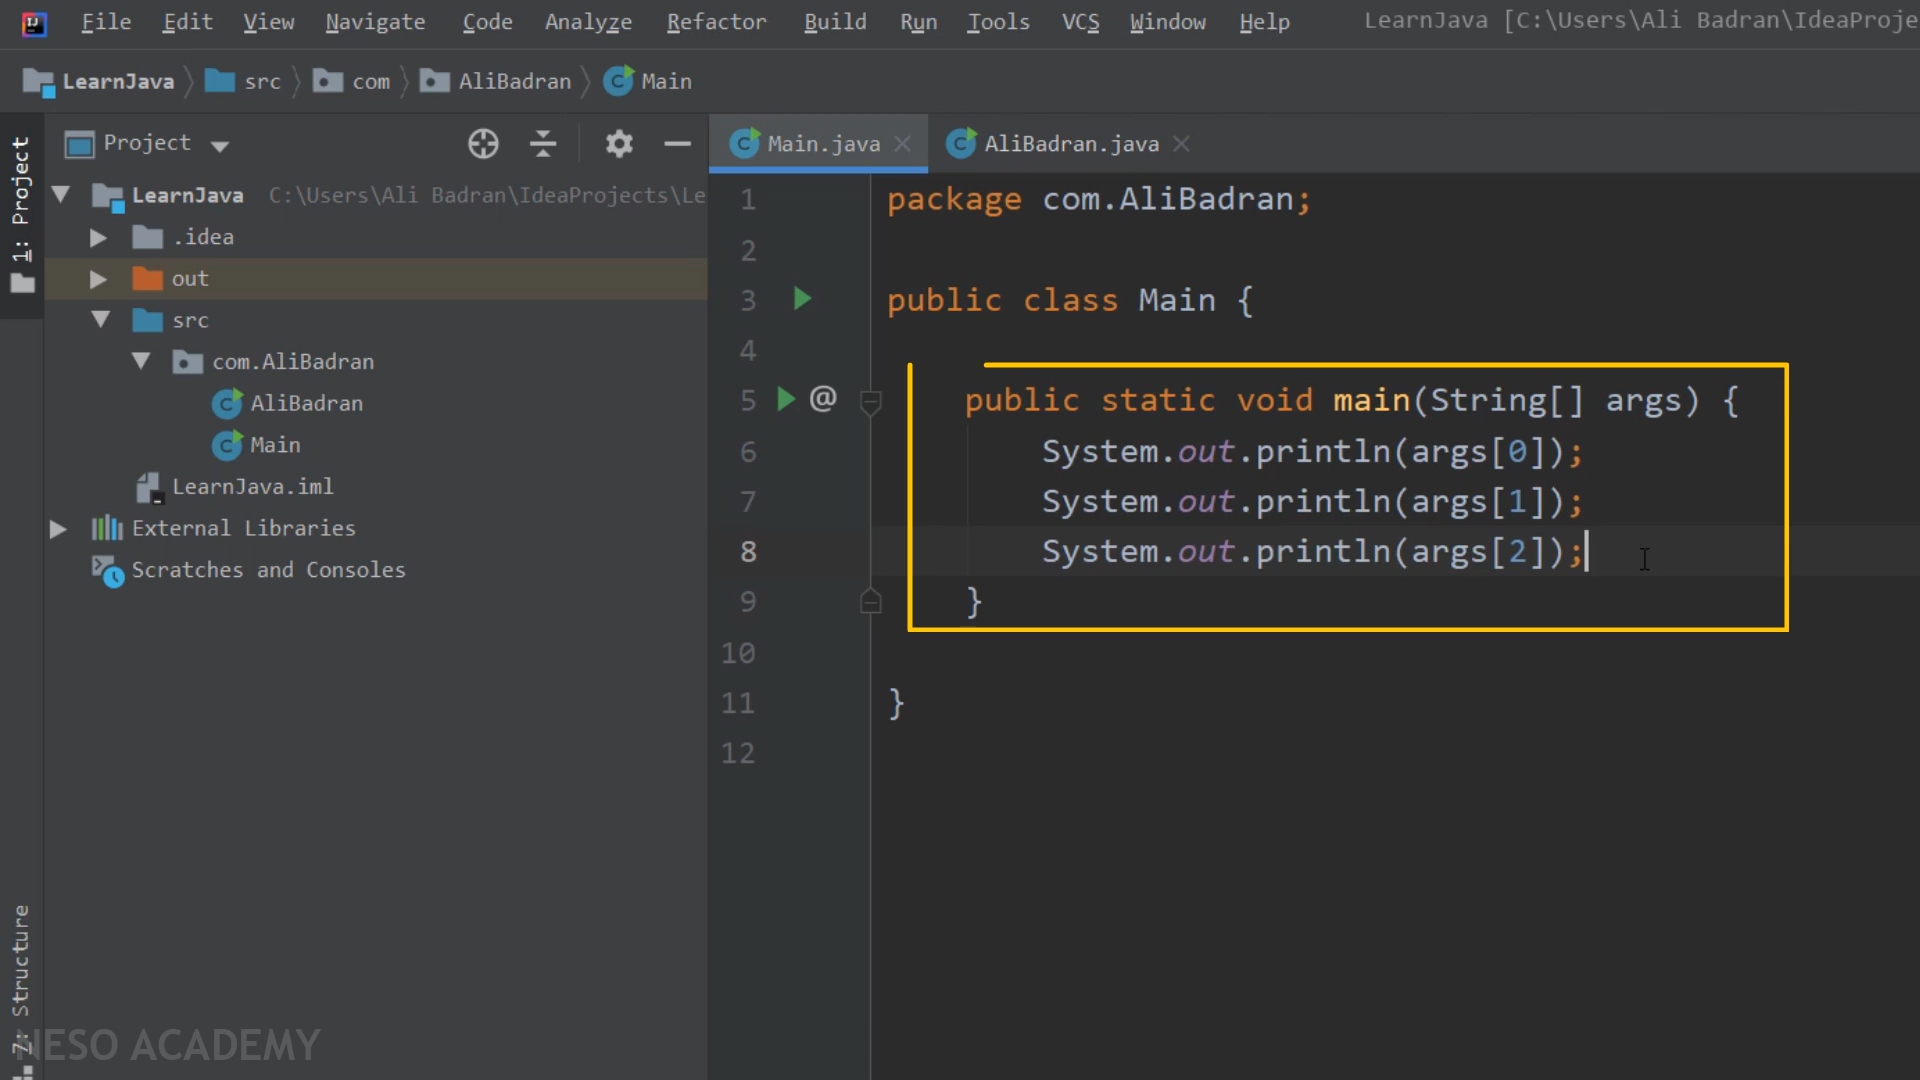 File Edit View Navigate Code Analyze Refactor Build Run Tools VCS Window Help LearnJava [C:\Users\Ali Badran\IdeaProje
LearnJava src com AliBadran Main
1: Project
Project
Main.java AliBadran.java
LearnJava C:\Users\Ali Badran\IdeaProjects\Le
.idea
out
src
com.AliBadran
AliBadran
Main
LearnJava.iml
External Libraries
Scratches and Consoles
1 package com.AliBadran;
2
3 public class Main {
4
5 @ public static void main(String[] args) {
6 System.out.println(args[0]);
7 System.out.println(args[1]);
8 System.out.println(args[2]);
9 }
10
11 }
12
7: Structure
NESO ACADEMY